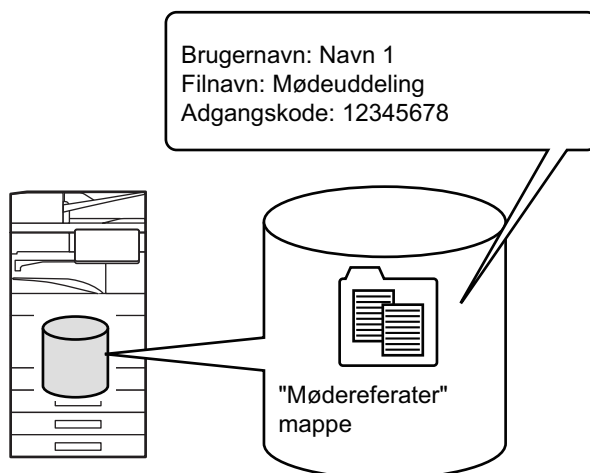 Brugernavn: Navn 1
Filnavn: Mødeuddeling
Adgangskode: 12345678
"Mødereferater"
mappe